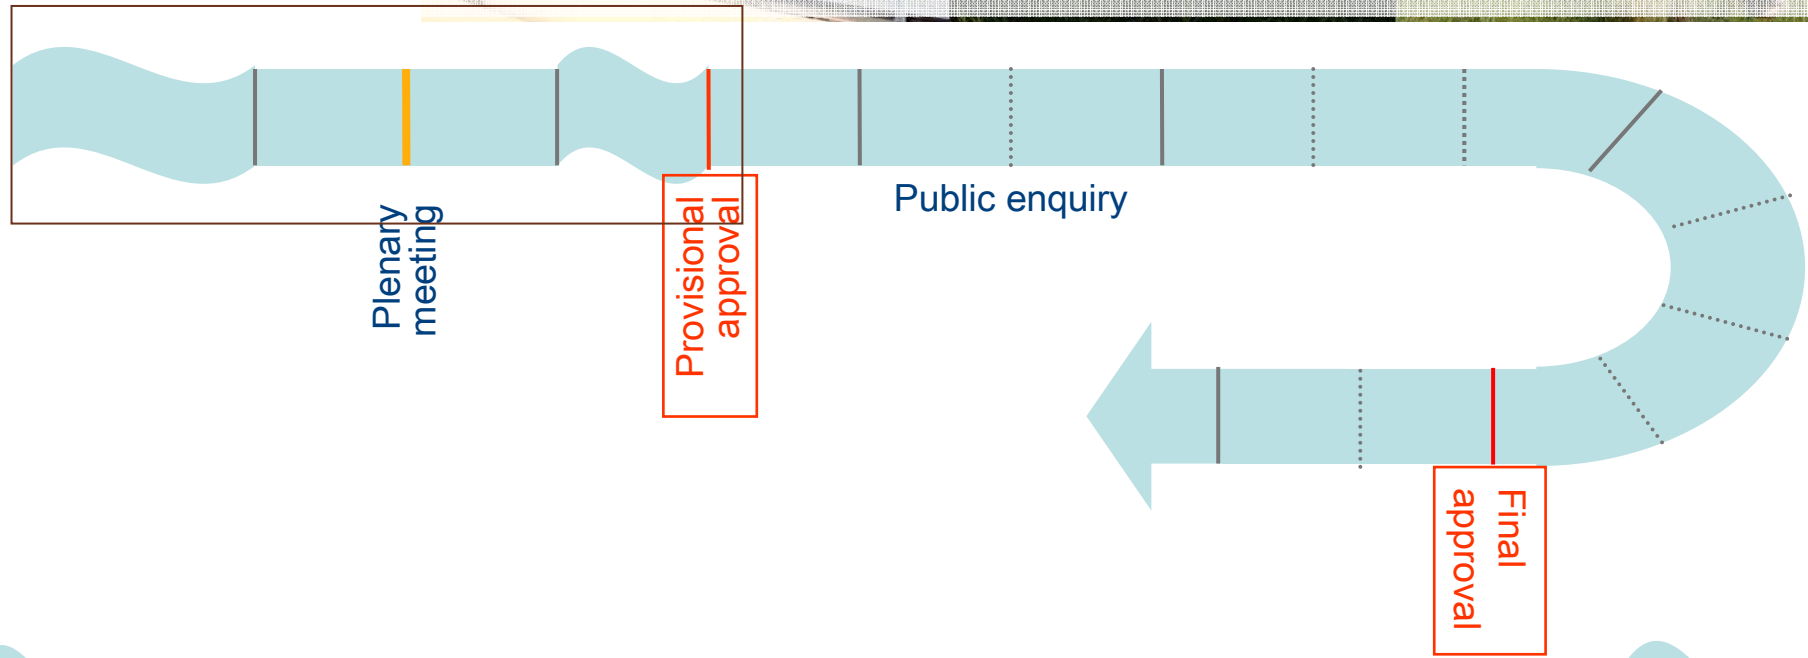 Plenary
meeting
Provisional
approval
Public enquiry
Final
approval